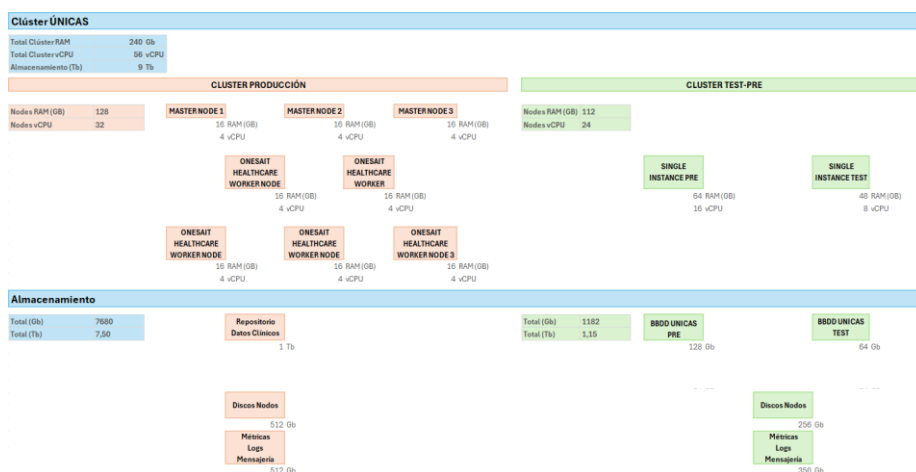 Clúster ÚNICAS
Total Clúster RAM 240 Gb
Total Cluster vCPU 56 vCPU
Almacenamiento (Tb) 9 Tb
CLUSTER PRODUCCIÓN CLUSTER TEST-PRE
Nodes RAM (GB) 128 MASTER NODE 1 MASTER NODE 2 MASTER NODE 3 Nodes RAM (GB) 112
Nodes vCPU 32 16 RAM (GB) 16 RAM (GB) 16 RAM (GB) Nodes vCPU 24
4 vCPU 4 vCPU 4 vCPU
ONESAIT ONESAIT
HEALTHCARE HEALTHCARE SINGLE SINGLE
WORKER NODE WORKER INSTANCE PRE INSTANCE TEST
16 RAM (GB) 16 RAM (GB) 64 RAM (GB) 48 RAM (GB)
4 vCPU 4 vCPU 16 vCPU 8 vCPU
ONESAIT ONESAIT ONESAIT
HEALTHCARE HEALTHCARE HEALTHCARE
WORKER NODE WORKER NODE WORKER NODE 3
16 RAM (GB) 16 RAM (GB) 16 RAM (GB)
4 vCPU 4 vCPU 4 vCPU
Almacenamiento
Total (Gb) 7680 Repositorio Total (Gb) 1182 BBDD UNICAS BBDD UNICAS
Total (Tb) 7,50 Datos Clínicos Total (Tb) 1,15 PRE TEST
1 Tb 128 Gb 64 Gb
Discos Nodos Discos Nodos
512 Gb 256 Gb
Métricas Métricas
Logs Logs
Mensajería Mensajería
512 Gb 350 Gb